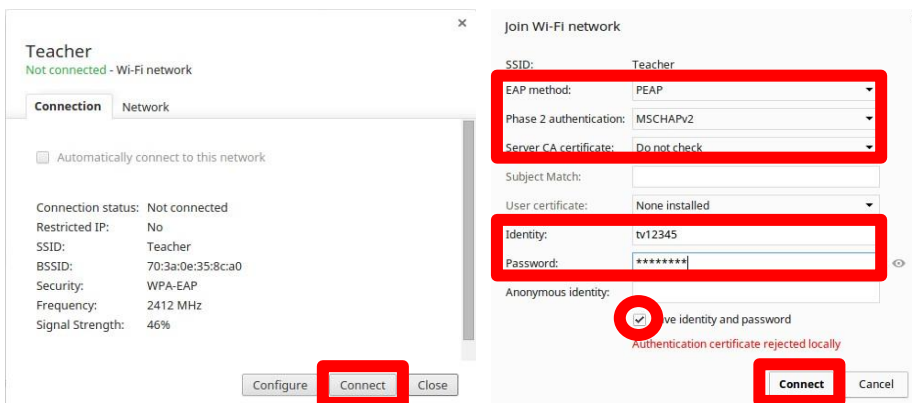 Teacher
Not connected - Wi-Fi network
Connection Network
Automatically connect to this network
Connection status: Not connected
Restricted IP: No
SSID: Teacher
BSSID: 70:3a:0e:35:8c:a0
Security: WPA-EAP
Frequency: 2412 MHz
Signal Strength: 46%
Configure Connect Close
Join Wi-Fi network
SSID: Teacher
EAP method: PEAP
Phase 2 authentication: MSCHAPv2
Server CA certificate: Do not check
Subject Match:
User certificate: None installed
Identity: tv12345
Password: ********
Anonymous identity:
identity and password
Authentication certificate rejected locally
Connect Cancel